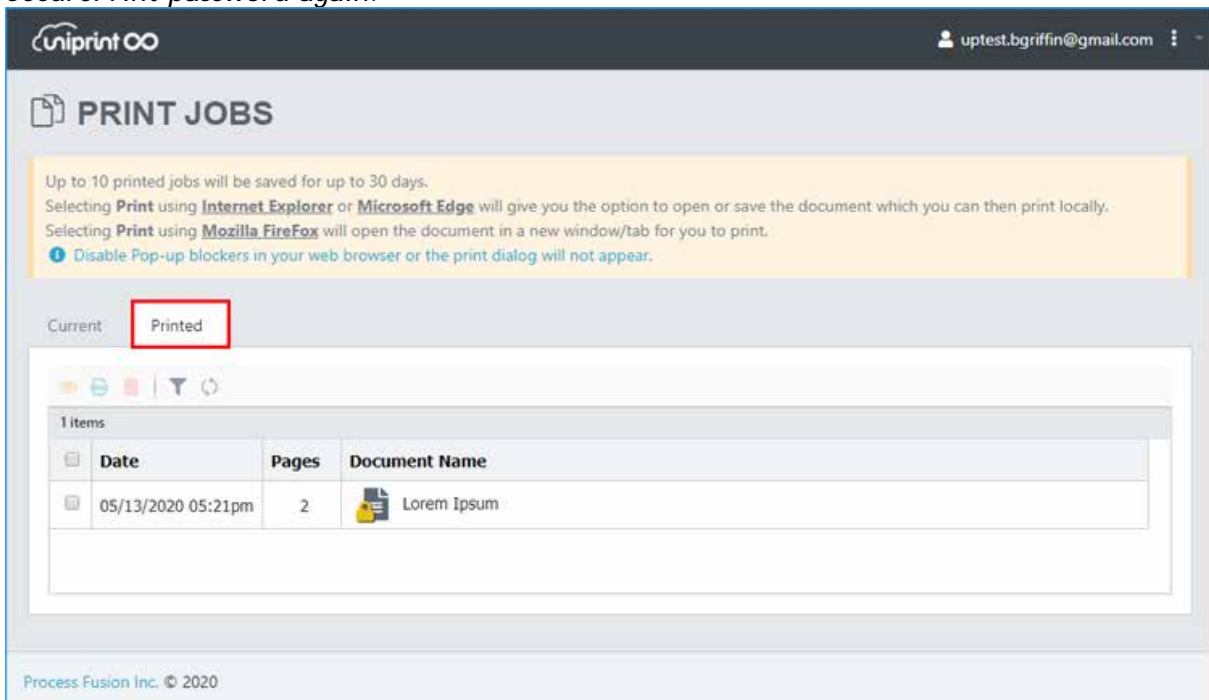 secure Print password again.
uniprint
uptest.bgriffin@gmail.com
PRINT JOBS
Up to 10 printed jobs will be saved for up to 30 days.
Selecting Print using Internet Explorer or Microsoft Edge will give you the option to open or save the document which you can then print locally.
Selecting Print using Mozilla FireFox will open the document in a new window/tab for you to print.
Disable Pop-up blockers in your web browser or the print dialog will not appear.
Current Printed
1 items
Date Pages Document Name
05/13/2020 05:21pm 2 Lorem Ipsum
Process Fusion Inc. © 2020